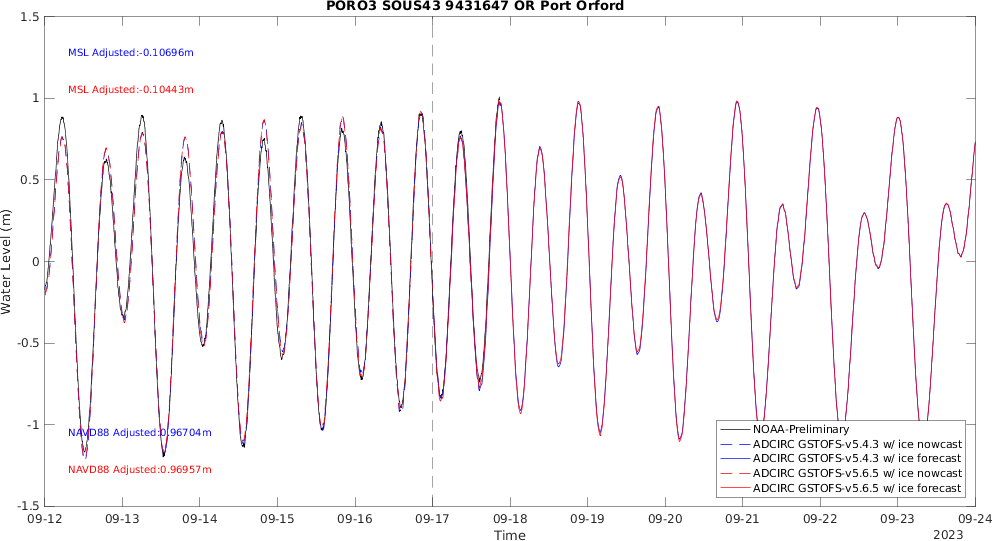 PORO3 SOUS43 9431647 OR Port Orford
1.5
1
0.5
0
-0.5
-1
-1.5
Water Level (m)
MSL Adjusted:-0.10696m
MSL Adjusted:-0.10443m
NAVD88 Adjusted:0.96704m
NAVD88 Adjusted:0.96957m
NOAA-Preliminary
ADCIRC GSTOFS-v5.4.3 w/ ice nowcast
ADCIRC GSTOFS-v5.4.3 w/ ice forecast
ADCIRC GSTOFS-v5.6.5 w/ ice nowcast
ADCIRC GSTOFS-v5.6.5 w/ ice forecast
09-12 09-13 09-14 09-15 09-16 09-17 09-18 09-19 09-20 09-21 09-22 09-23 09-24
Time
2023